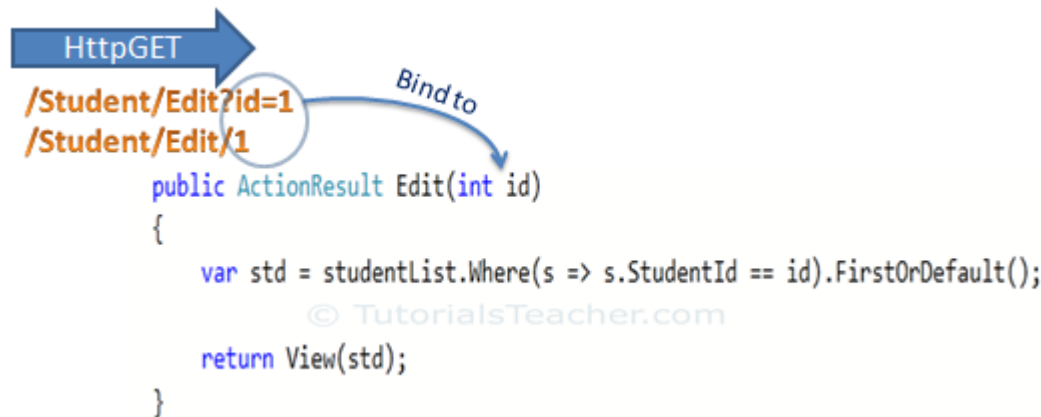 HttpGET
Bind to
/Student/Edit?id=1
/Student/Edit/1
public ActionResult Edit(int id)
{
var std = studentList.Where(s => s.StudentId == id).FirstOrDefault();
© TutorialsTeacher.com
return View(std);
}